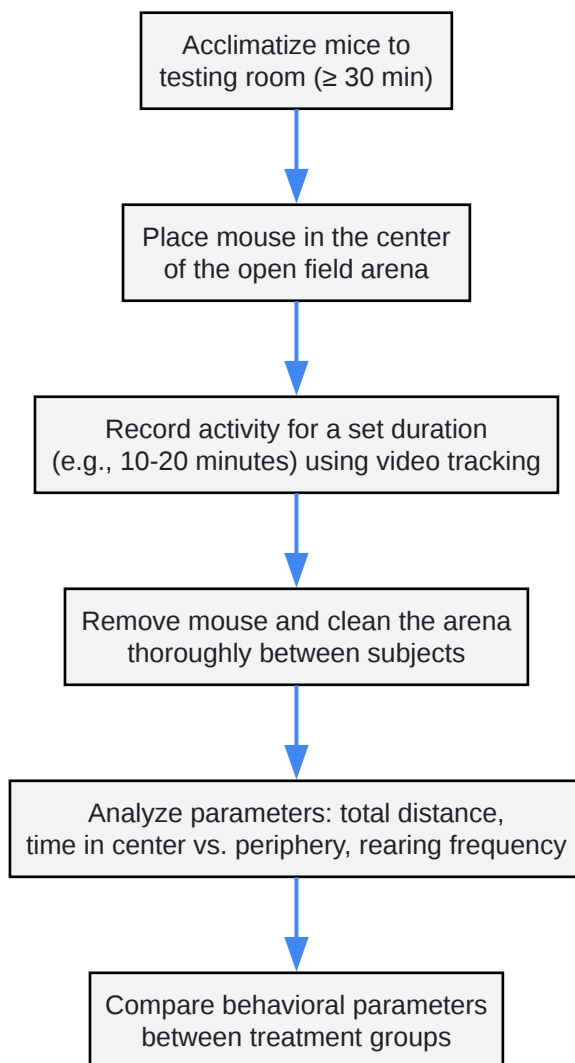 Acclimatize mice to
testing room (≥ 30 min)
Place mouse in the center
of the open field arena
Record activity for a set duration
(e.g., 10-20 minutes) using video tracking
Remove mouse and clean the arena
thoroughly between subjects
Analyze parameters: total distance,
time in center vs. periphery, rearing frequency
Compare behavioral parameters
between treatment groups